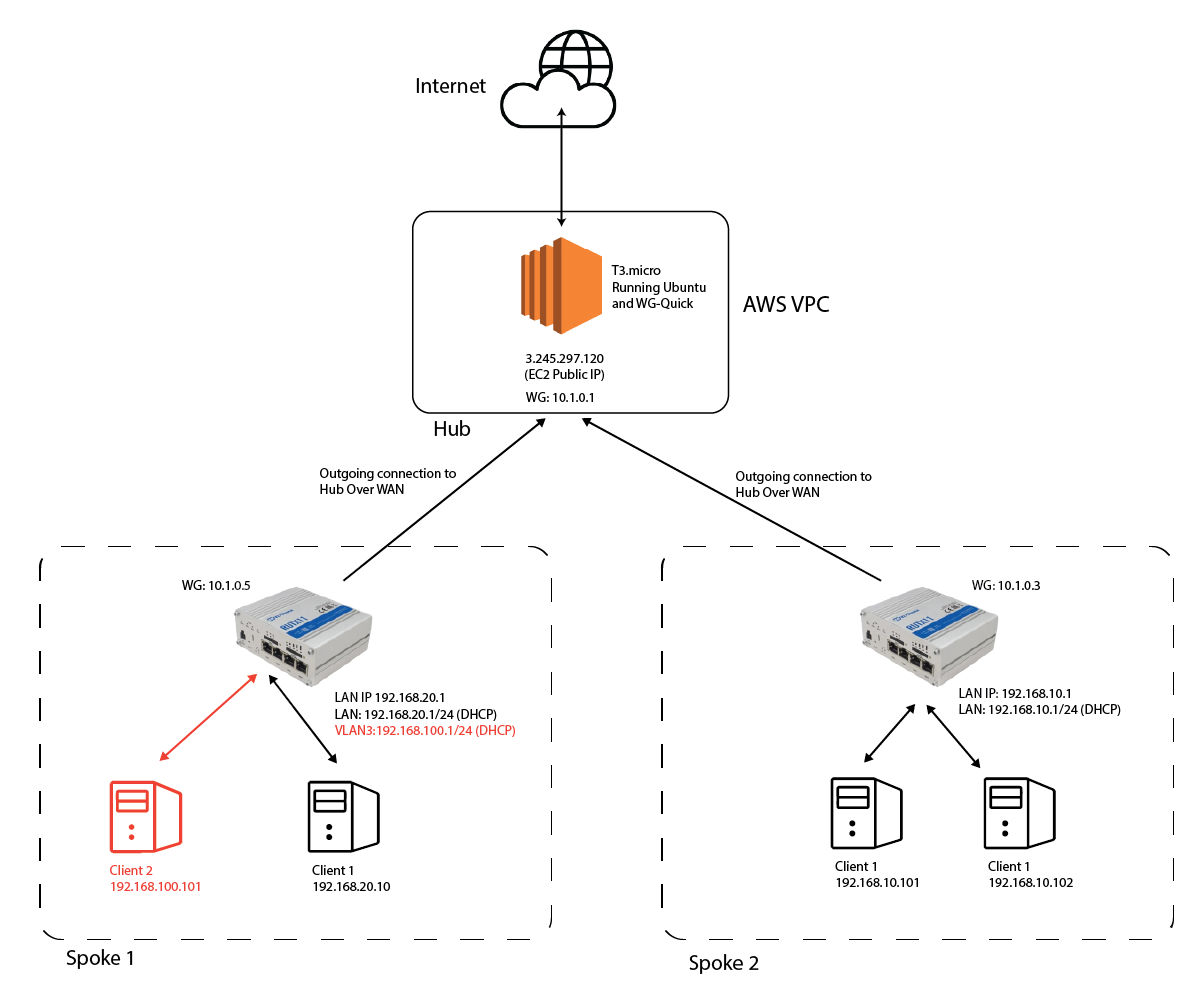 Internet
T3.micro
Running Ubuntu
and WG-Quick
AWS VPC
3.245.297.120
(EC2 Public IP)
WG: 10.1.0.1
Hub
Outgoing connection to
Hub Over WAN
Outgoing connection to
Hub Over WAN
WG: 10.1.0.5
RUTX11
LAN IP 192.168.20.1
LAN: 192.168.20.1/24 (DHCP)
VLAN3:192.168.100.1/24 (DHCP)
Client 2
192.168.100.101
Client 1
192.168.20.10
Spoke 1
WG: 10.1.0.3
RUTX11
LAN IP: 192.168.10.1
LAN: 192.168.10.1/24 (DHCP)
Client 1
192.168.10.101
Client 1
192.168.10.102
Spoke 2